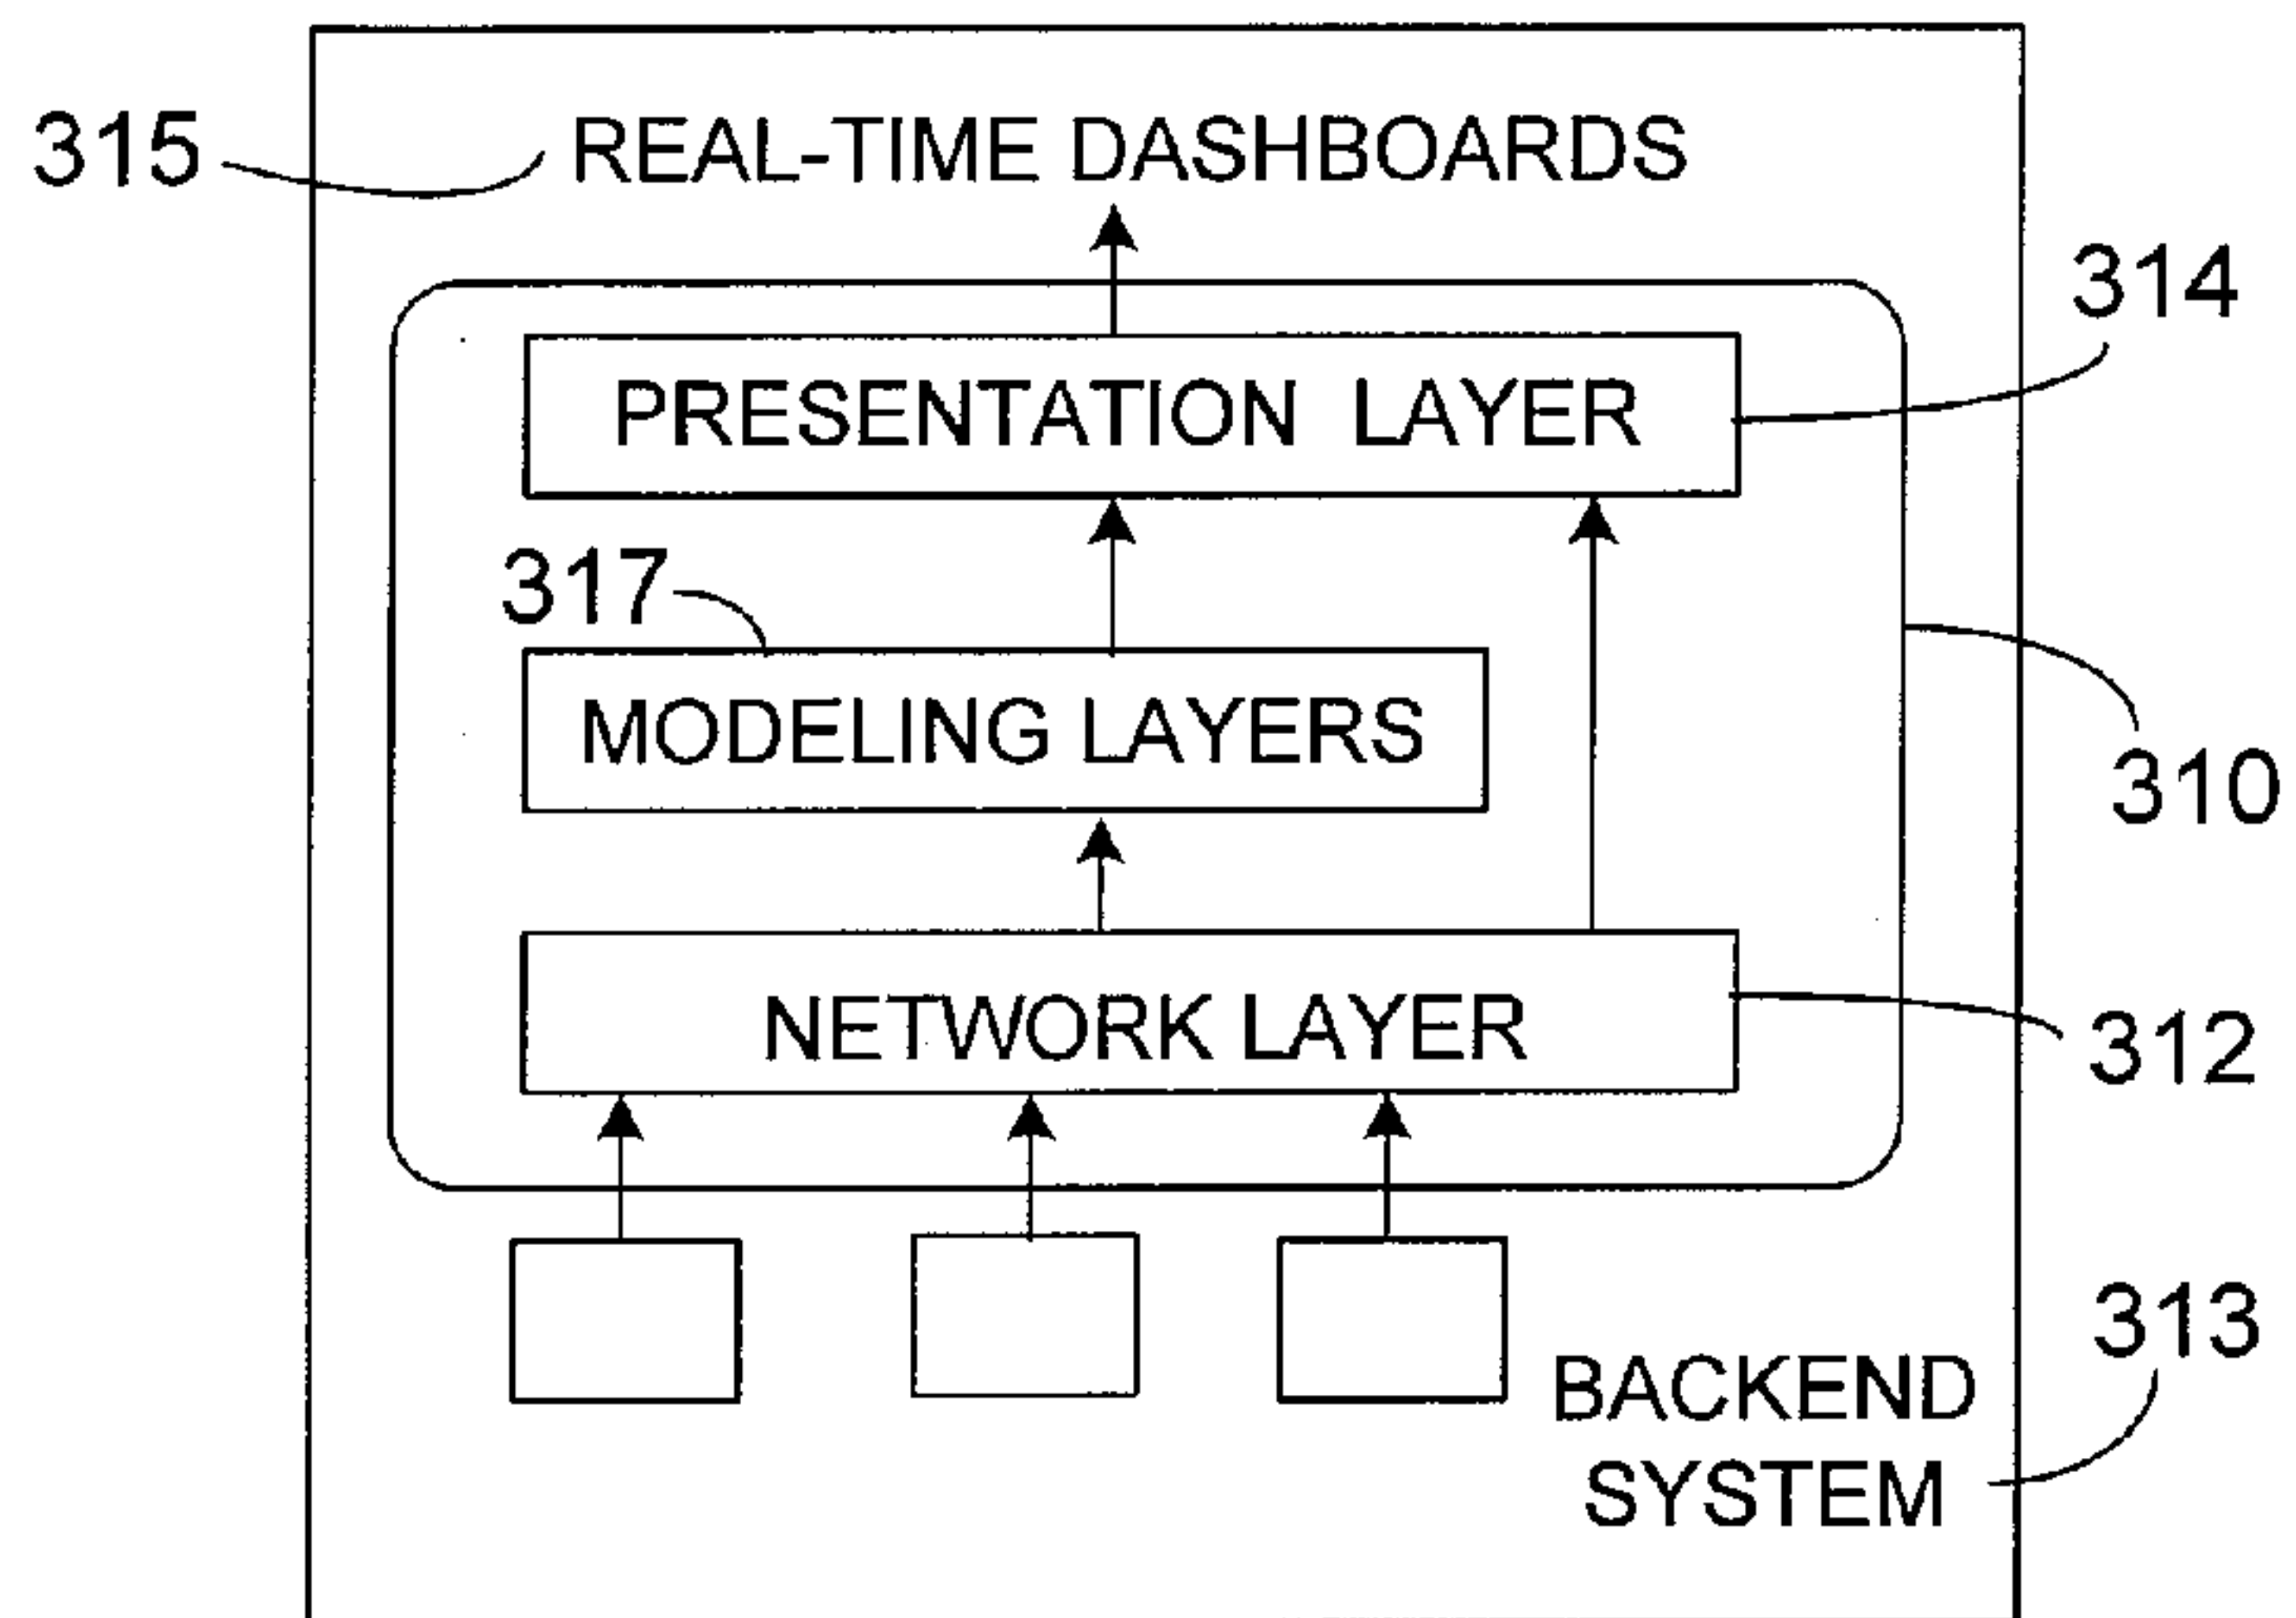 315 REAL-TIME DASHBOARDS
314
PRESENTATION LAYER
317
MODELING LAYERS
310
NETWORK LAYER
312
313
BACKEND
SYSTEM